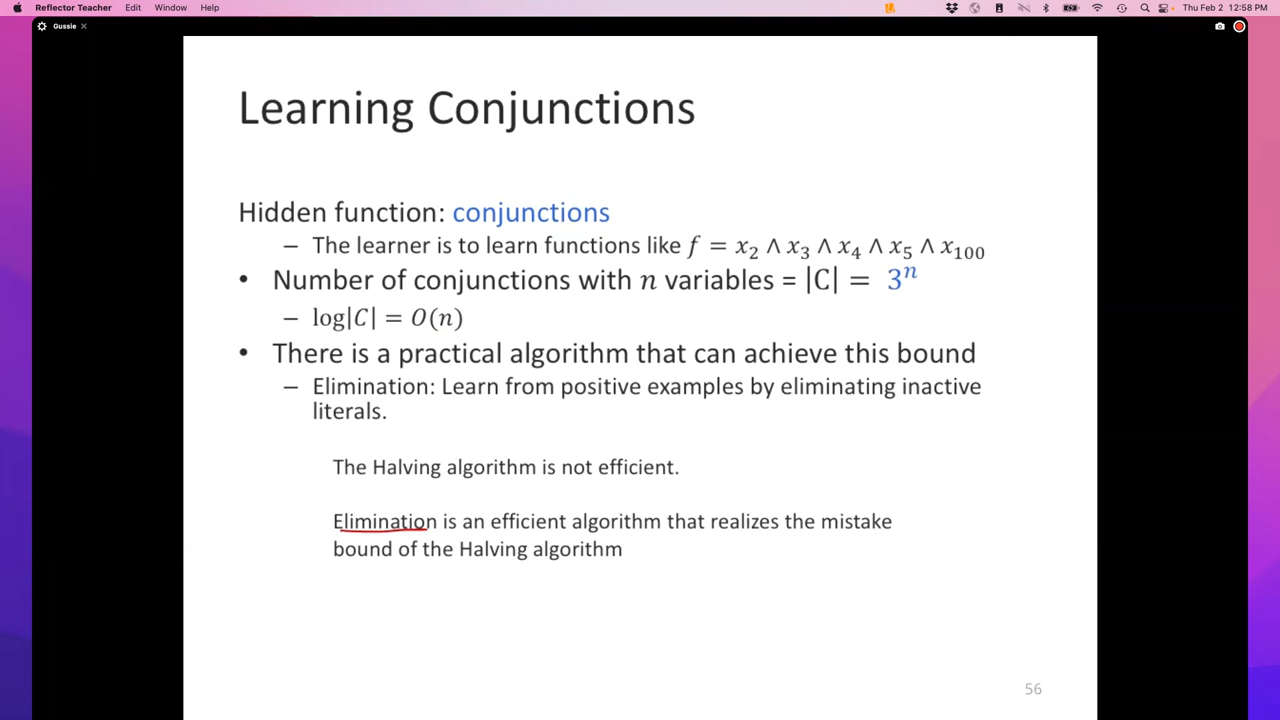 Reflector Teacher Edit Window Help Thu Feb 2 12:58 PM
Gussie
Learning Conjunctions
Hidden function: conjunctions
– The learner is to learn functions like f = x₂ ∧ x₃ ∧ x₄ ∧ x₅ ∧ x₁₀₀
• Number of conjunctions with n variables = |C| = 3ⁿ
– log|C| = O(n)
• There is a practical algorithm that can achieve this bound
– Elimination: Learn from positive examples by eliminating inactive
literals.
The Halving algorithm is not efficient.
Elimination is an efficient algorithm that realizes the mistake
bound of the Halving algorithm
56